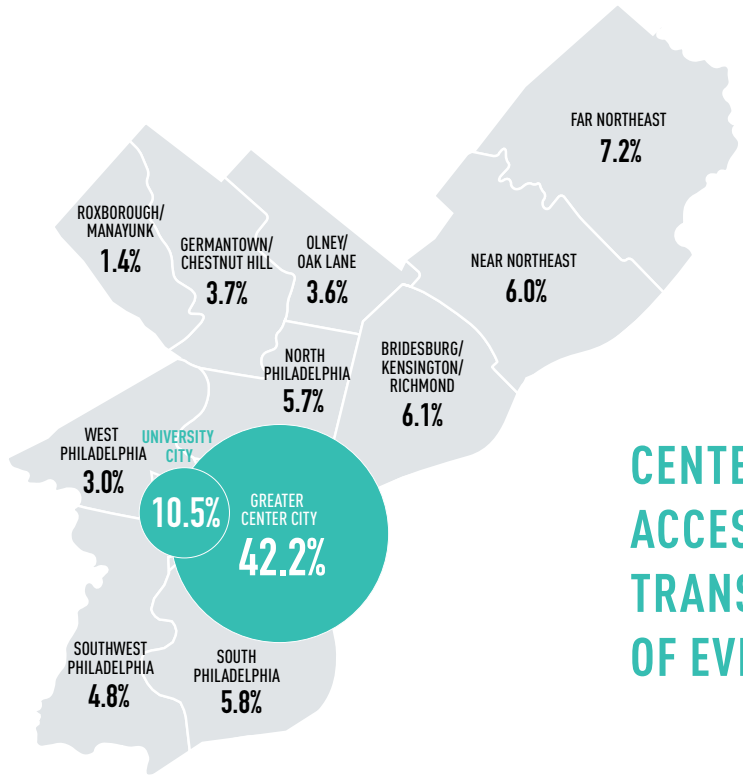 FAR NORTHEAST
7.2%
ROXBOROUGH/
MANAYUNK
1.4%
GERMANTOWN/
CHESTNUT HILL
3.7%
OLNEY/
OAK LANE
3.6%
NEAR NORTHEAST
6.0%
NORTH
PHILADELPHIA
5.7%
BRIDESBURG/
KENSINGTON/
RICHMOND
6.1%
WEST
PHILADELPHIA
3.0%
UNIVERSITY
CITY
10.5%
GREATER
CENTER CITY
42.2%
SOUTHWEST
PHILADELPHIA
4.8%
SOUTH
PHILADELPHIA
5.8%
OF